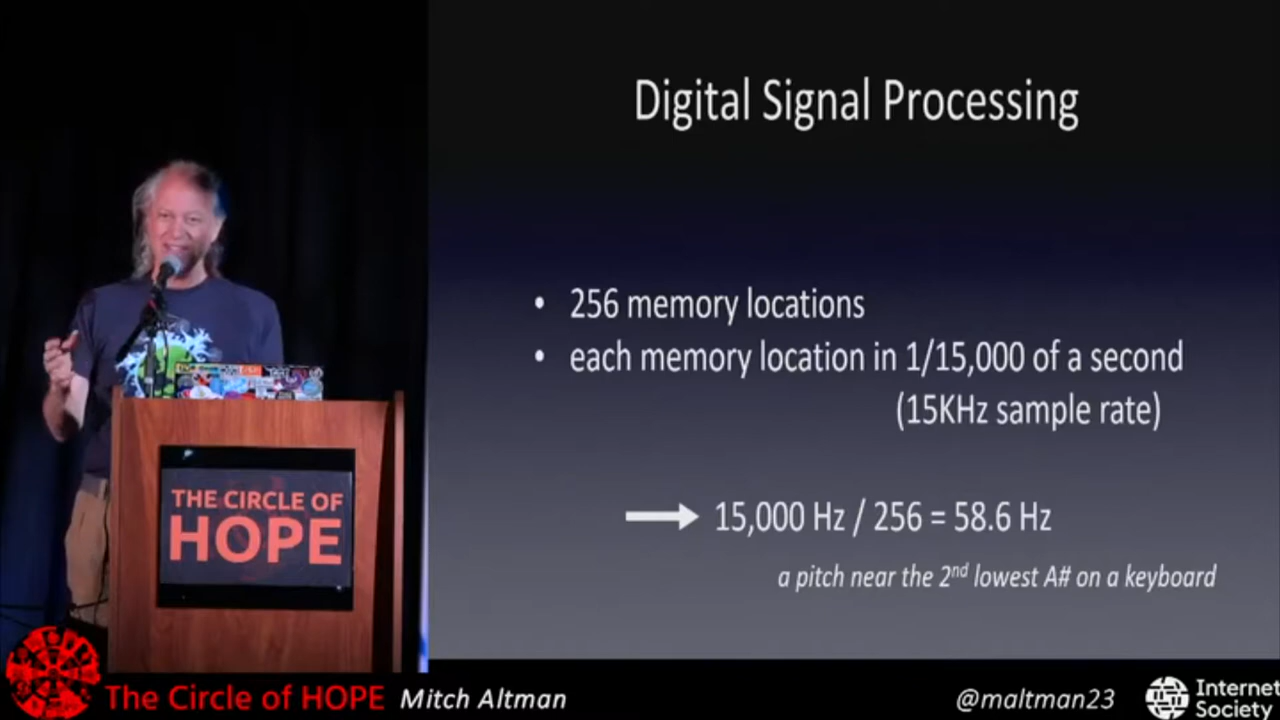 Digital Signal Processing
• 256 memory locations
• each memory location in 1/15,000 of a second
(15KHz sample rate)
15,000 Hz / 256 = 58.6 Hz
a pitch near the 2nd lowest A# on a keyboard
THE CIRCLE OF
HOPE
The Circle of HOPE Mitch Altman @maltman23
Internet
Society